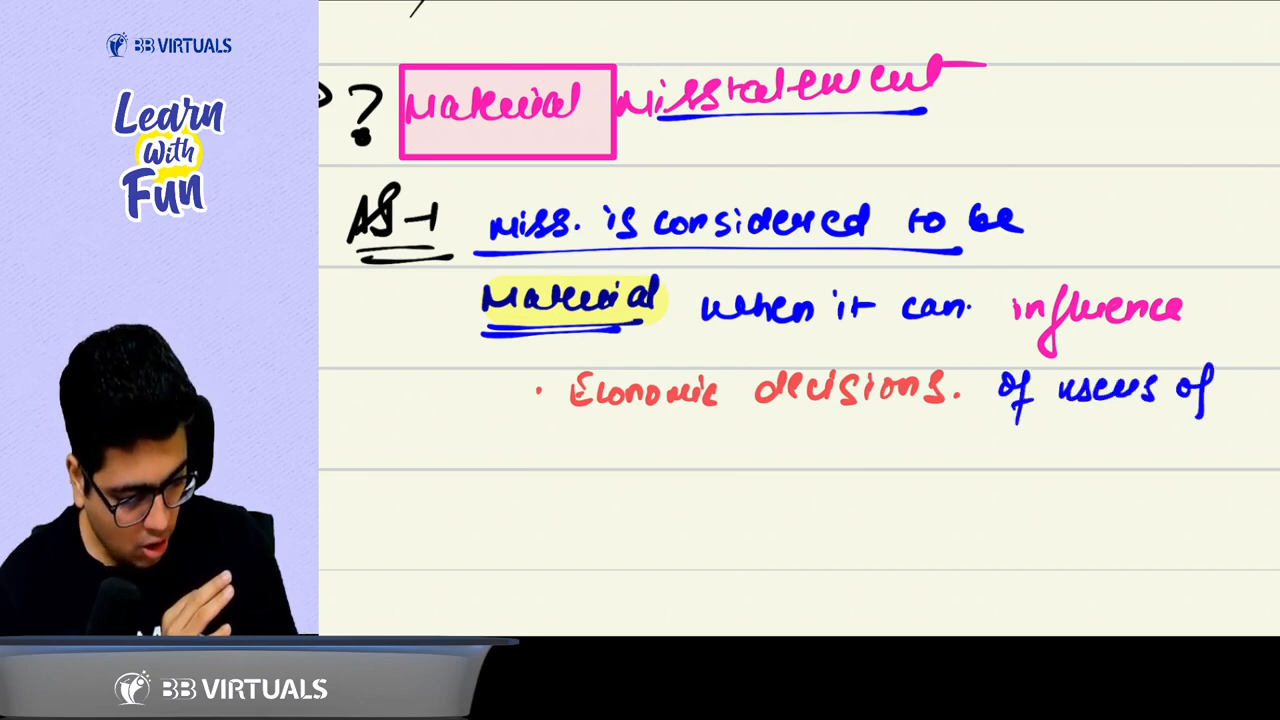 BB VIRTUALS
Learn
With
Fun
? Material Misstatement
AS-1 Miss. is considered to be
Material when it can influence
· Economic decisions. of users of
BB VIRTUALS